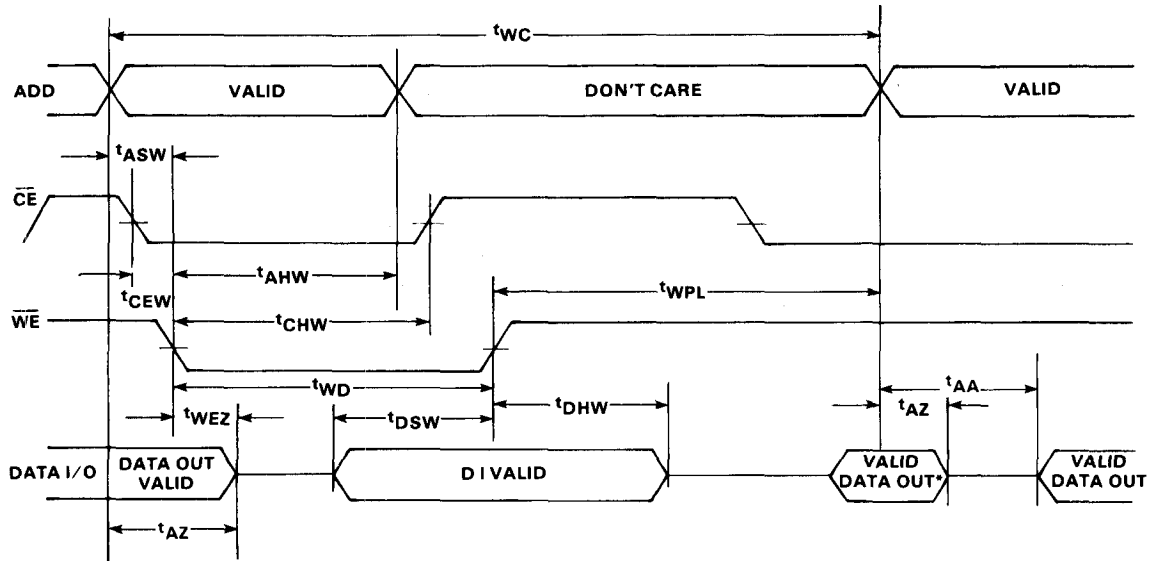 tWC
ADD VALID DON'T CARE VALID
tASW
CE
tAHW
tCEW tWPL
tCHW
WE
tWD tAA
tWEZ tDSW tDHW tAZ
DATA I/O DATA OUT VALID D I VALID VALID DATA OUT* VALID DATA OUT
tAZ